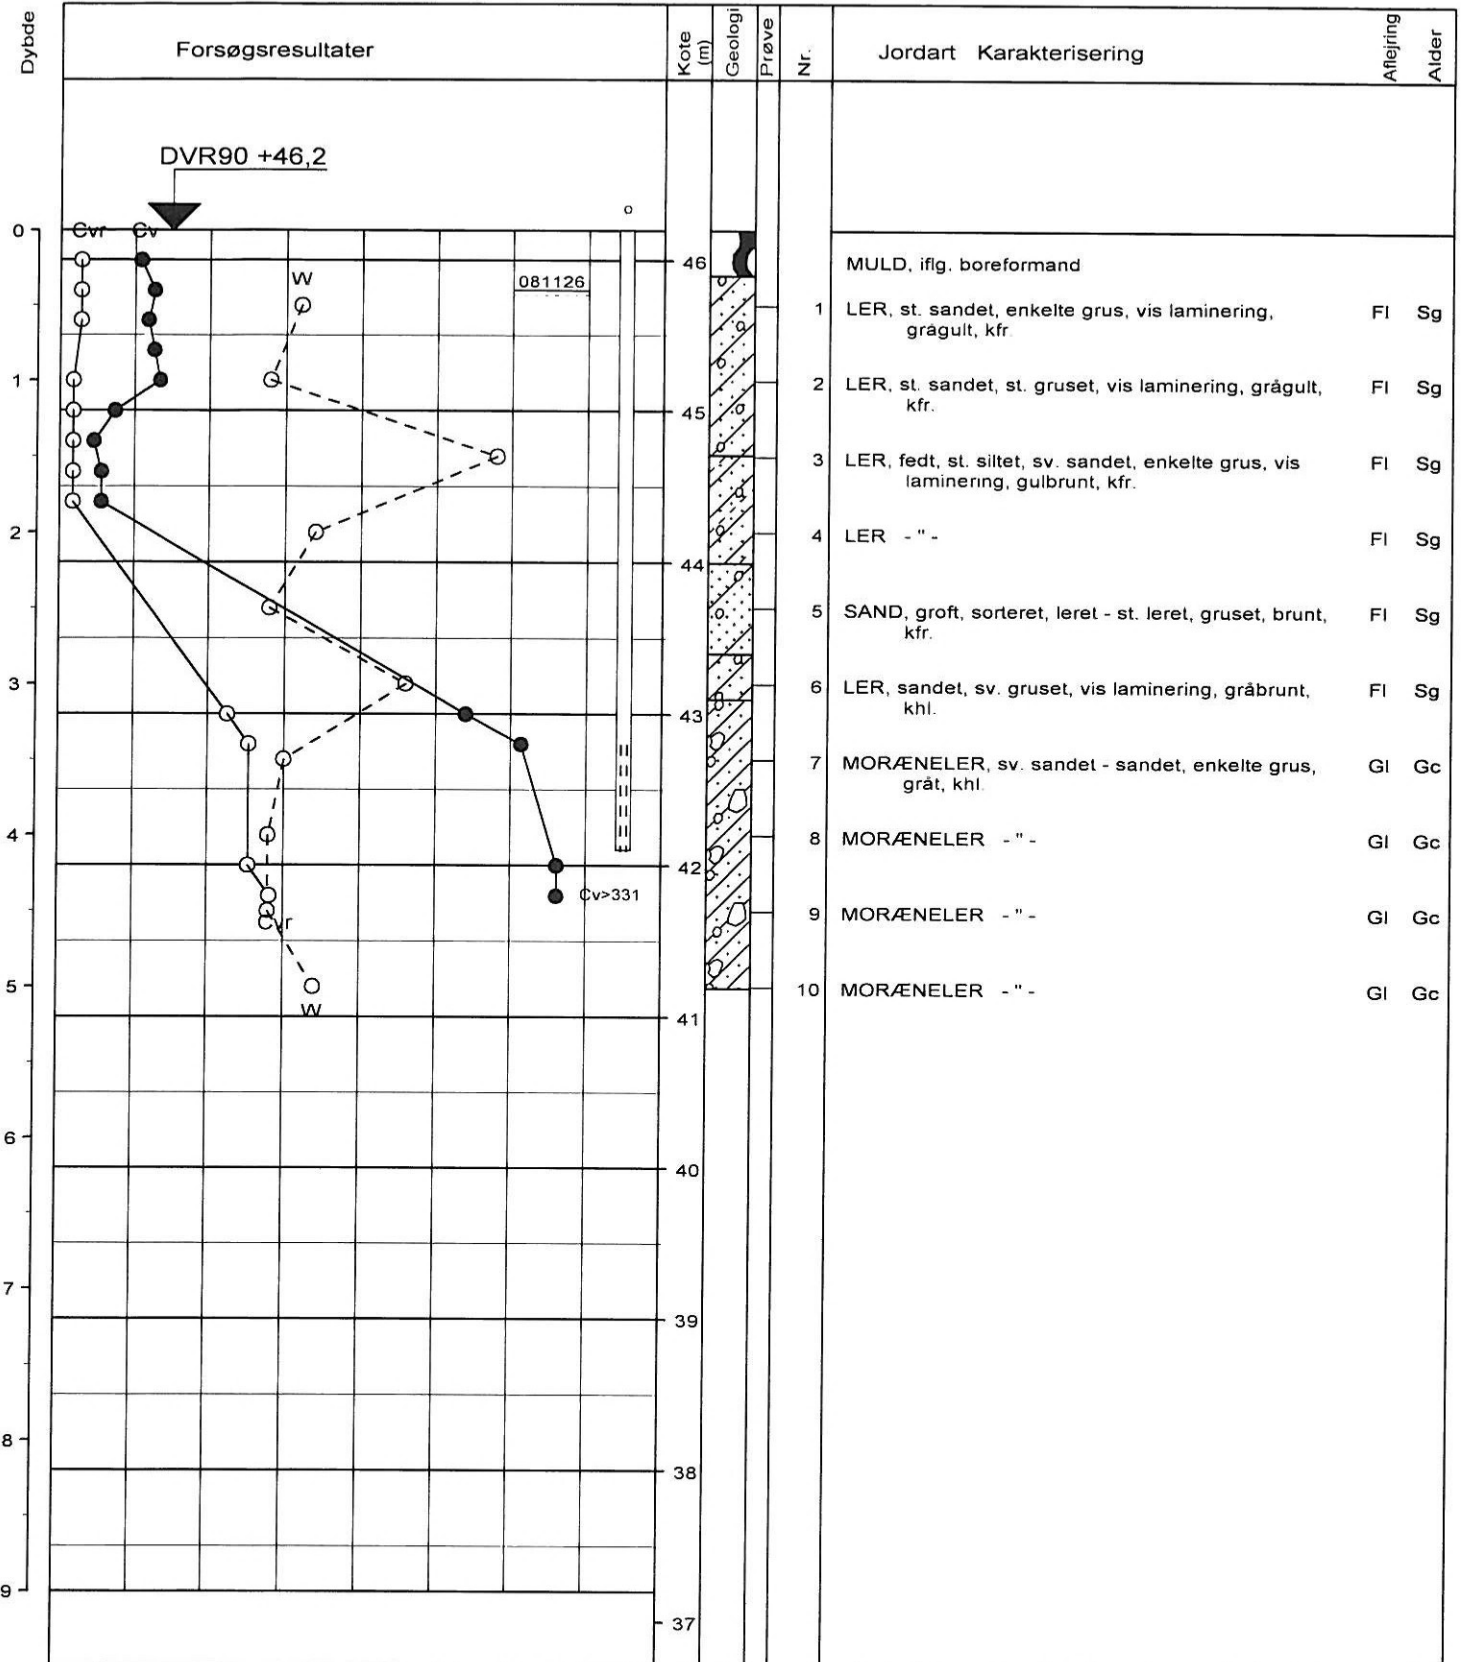 Dybde
Forsøgsresultater
Kote (m)
Geologi
Prøve
Nr.
Jordart Karakterisering
Aflejring
Alder
DVR90 +46,2
0
Cvr
Cv
W
081126
46
MULD, iflg. boreformand
1 LER, st. sandet, enkelte grus, vis laminering, Fl Sg
grågult, kfr.
1
2 LER, st. sandet, st. gruset, vis laminering, grågult, Fl Sg
kfr.
45
3 LER, fedt, st. siltet, sv. sandet, enkelte grus, vis Fl Sg
laminering, gulbrunt, kfr.
2
4 LER - " - Fl Sg
44
5 SAND, groft, sorteret, leret - st. leret, gruset, brunt, Fl Sg
kfr.
3
6 LER, sandet, sv. gruset, vis laminering, gråbrunt, Fl Sg
khl.
43
7 MORÆNELER, sv. sandet - sandet, enkelte grus, Gl Gc
gråt, khl.
4
8 MORÆNELER - " - Gl Gc
42
Cv>331
9 MORÆNELER - " - Gl Gc
Cvr
5
10 MORÆNELER - " - Gl Gc
W
41
6
40
7
39
8
38
9
37